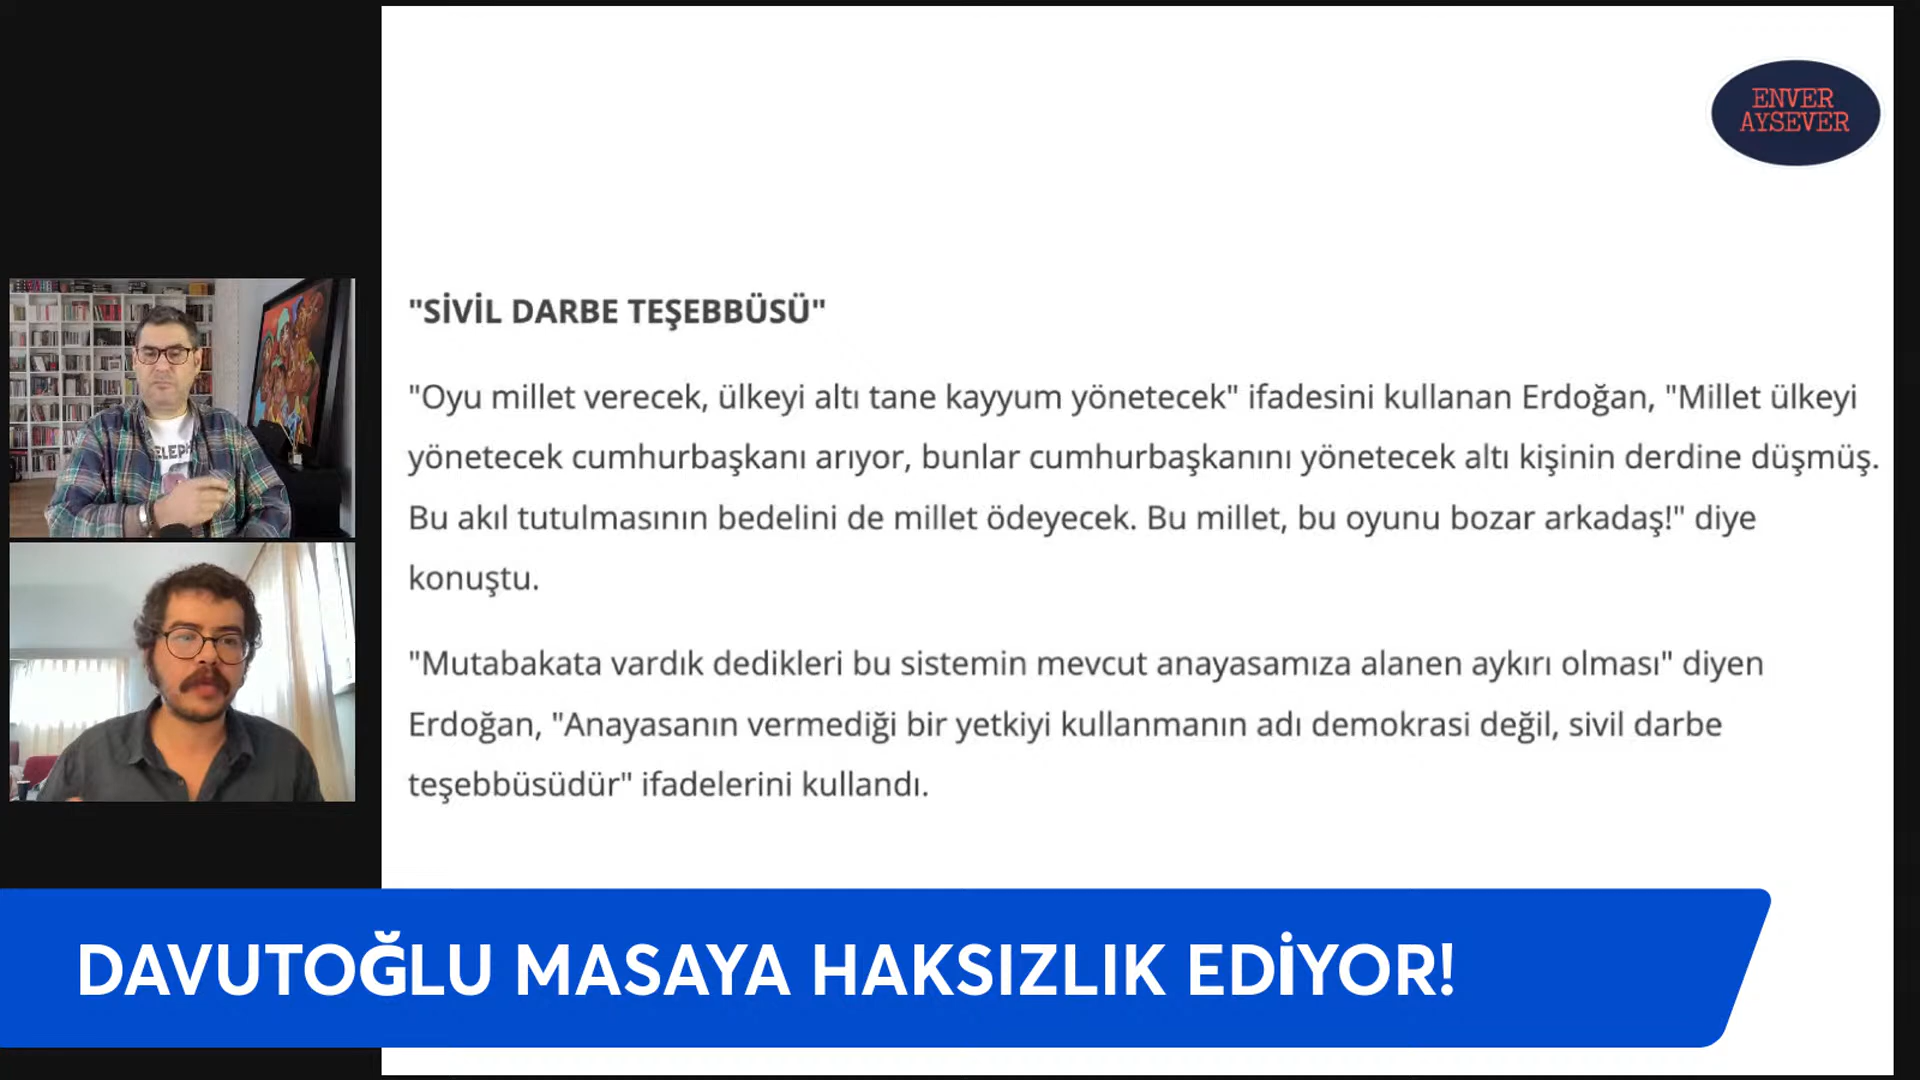 ENVER
AYSEVER
"SİVİL DARBE TEŞEBBÜSÜ"
"Oyu millet verecek, ülkeyi altı tane kayyum yönetecek" ifadesini kullanan Erdoğan, "Millet ülkeyi
yönetecek cumhurbaşkanı arıyor, bunlar cumhurbaşkanını yönetecek altı kişinin derdine düşmüş.
Bu akıl tutulmasının bedelini de millet ödeyecek. Bu millet, bu oyunu bozar arkadaş!" diye
konuştu.
"Mutabakata vardık dedikleri bu sistemin mevcut anayasamıza alanen aykırı olması" diyen
Erdoğan, "Anayasanın vermediği bir yetkiyi kullanmanın adı demokrasi değil, sivil darbe
teşebbüsüdür" ifadelerini kullandı.
DAVUTOĞLU MASAYA HAKSIZLIK EDİYOR!